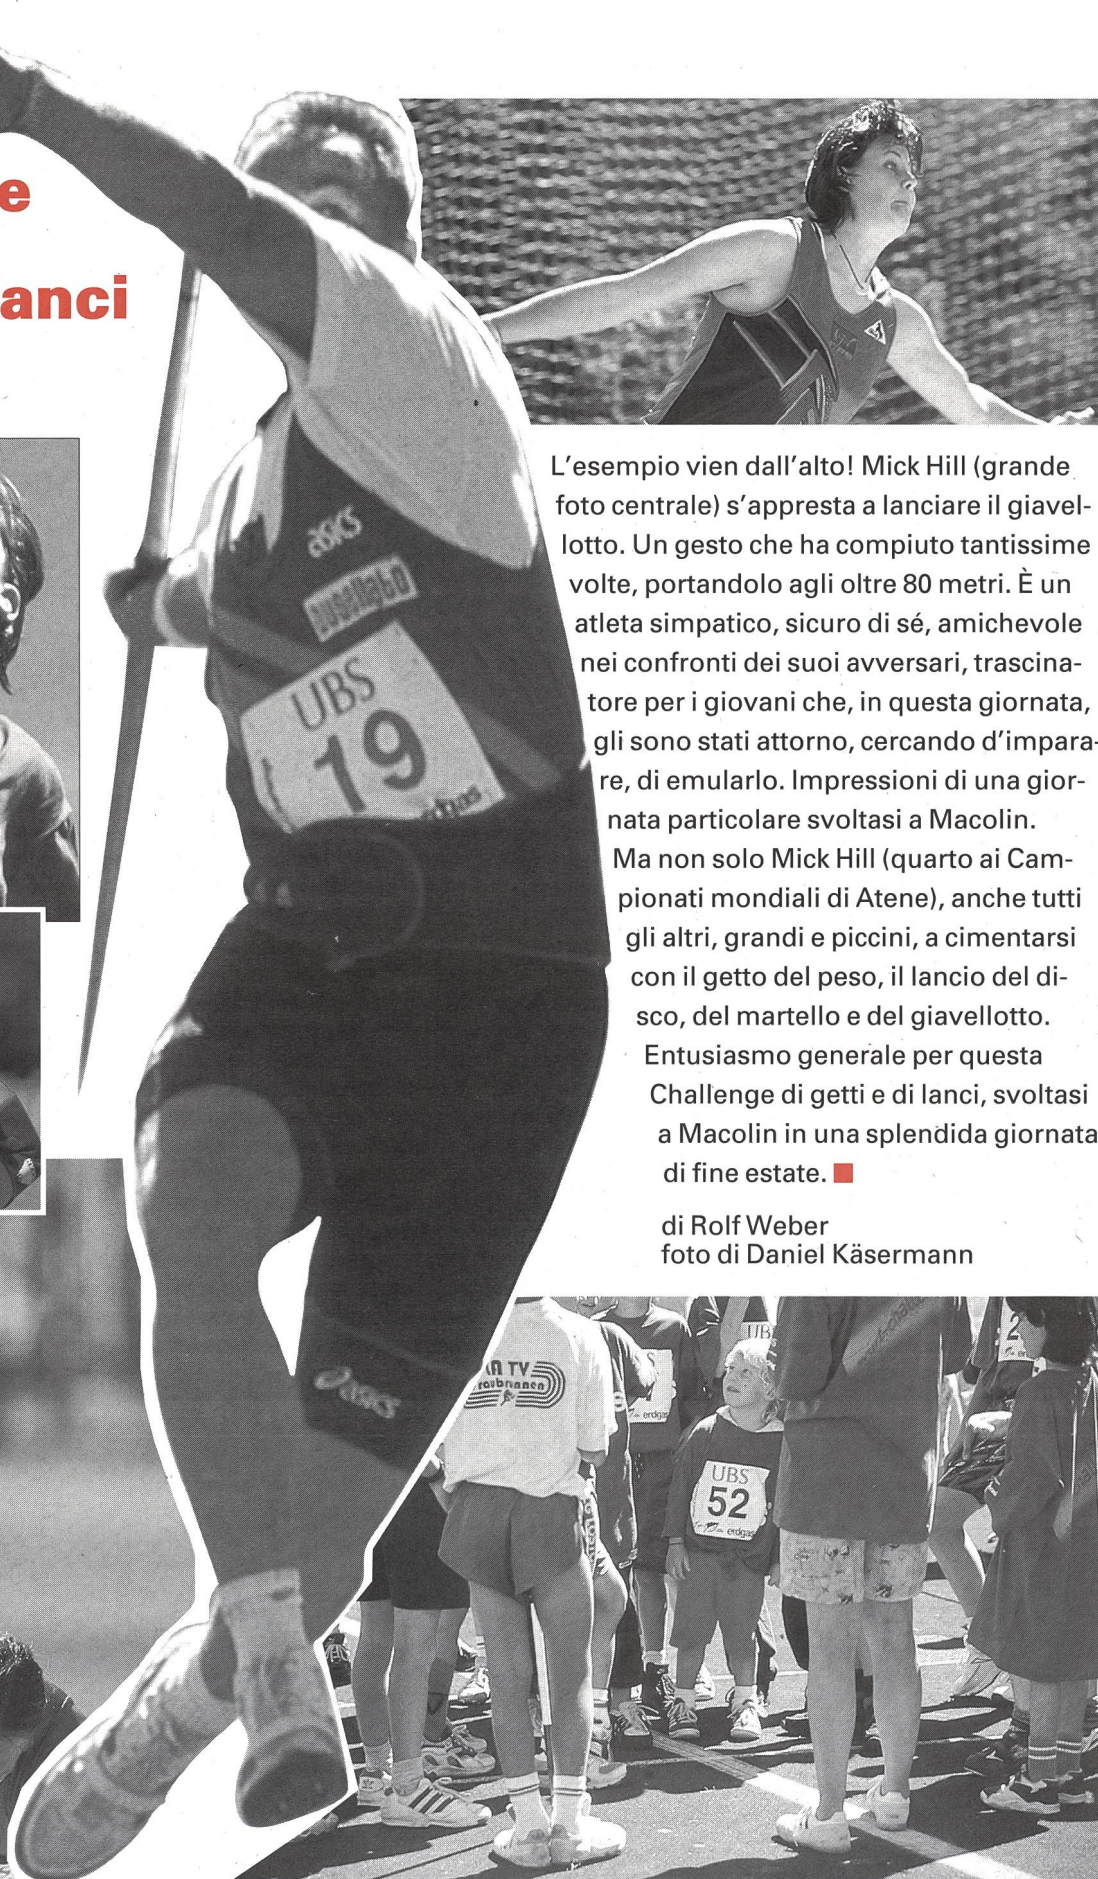 e
anci
asics
UBS
19
erdgas
L'esempio vien dall'alto! Mick Hill (grande
foto centrale) s'appresta a lanciare il giavel-
lotto. Un gesto che ha compiuto tantissime
volte, portandolo agli oltre 80 metri. È un
atleta simpatico, sicuro di sé, amichevole
nei confronti dei suoi avversari, trascina-
tore per i giovani che, in questa giornata,
gli sono stati attorno, cercando d'impara-
re, di emularlo. Impressioni di una gior-
nata particolare svoltasi a Macolin.
Ma non solo Mick Hill (quarto ai Cam-
pionati mondiali di Atene), anche tutti
gli altri, grandi e piccini, a cimentarsi
con il getto del peso, il lancio del di-
sco, del martello e del giavellotto.
Entusiasmo generale per questa
Challenge di getti e di lanci, svoltasi
a Macolin in una splendida giornata
di fine estate.
di Rolf Weber
foto di Daniel Käsermann
asics
TV
raubrunnen
UB
S
erdgas
2
UBS
52
erdgas